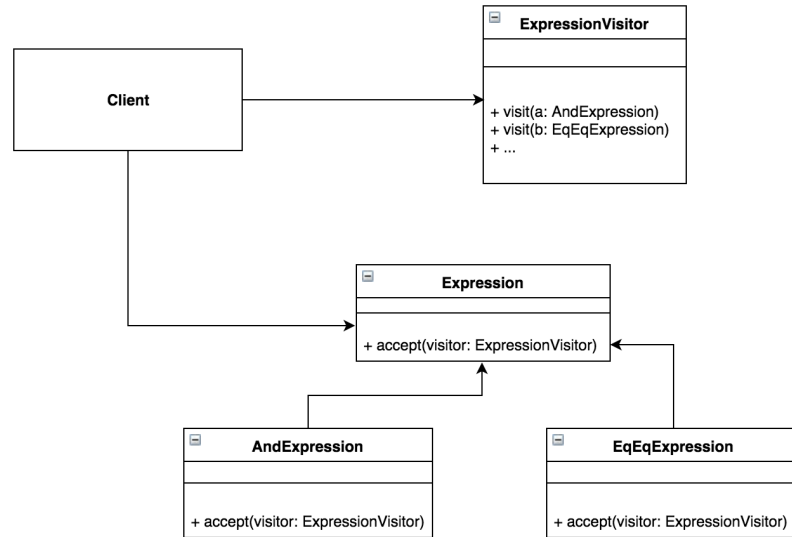 ExpressionVisitor
Client
+ visit(a: AndExpression)
+ visit(b: EqEqExpression)
+ ...
Expression
+ accept(visitor: ExpressionVisitor)
AndExpression
+ accept(visitor: ExpressionVisitor)
EqEqExpression
+ accept(visitor: ExpressionVisitor)